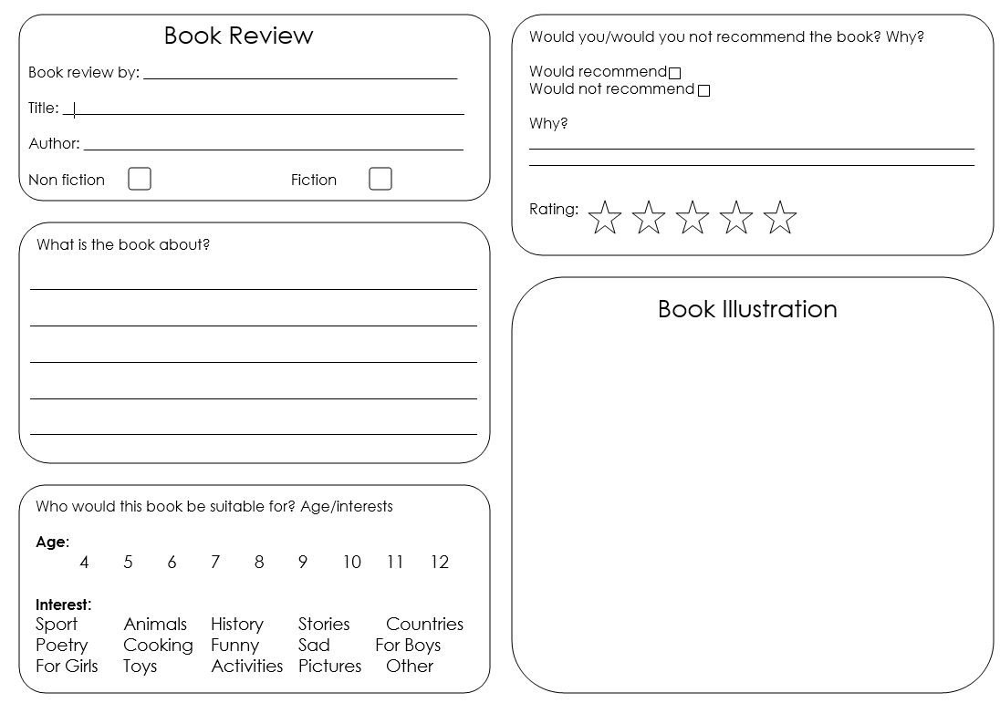 Book Review
Book review by:
Title:
Author:
Non fiction Fiction
What is the book about?
Who would this book be suitable for? Age/interests
Age:
4 5 6 7 8 9 10 11 12
Interest:
Sport Animals History Stories Countries
Poetry Cooking Funny Sad For Boys
For Girls Toys Activities Pictures Other
Would you/would you not recommend the book? Why?
Would recommend
Would not recommend
Why?
Rating:
Book Illustration